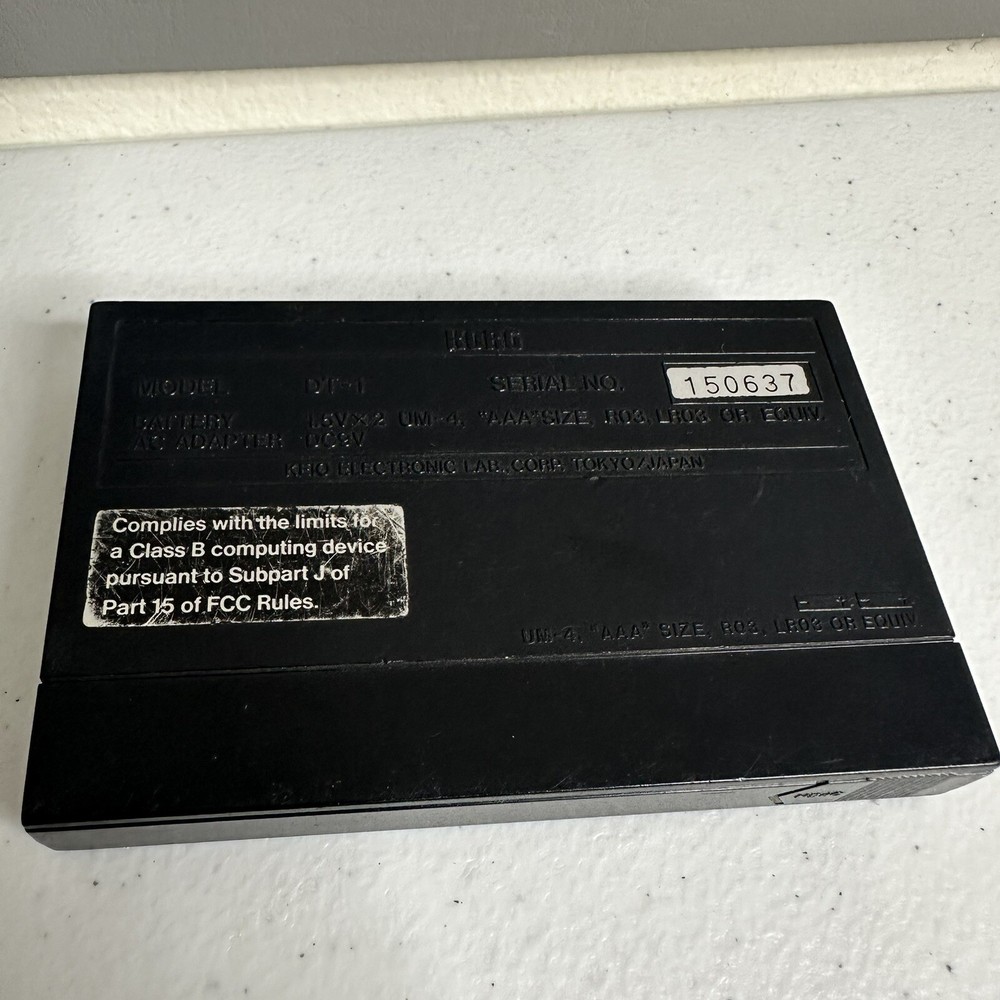 KORG
MODEL DT-1 SERIAL NO. 150637
BATTERY 1.5V×2 UM-4, "AAA" SIZE, R03, LR03 OR EQUIV.
AC ADAPTER DC9V
KEIO ELECTRONIC LAB., CORP. TOKYO/JAPAN
Complies with the limits for
a Class B computing device
pursuant to Subpart J of
Part 15 of FCC Rules.
UM-4, "AAA" SIZE, R03, LR03 OR EQUIV.